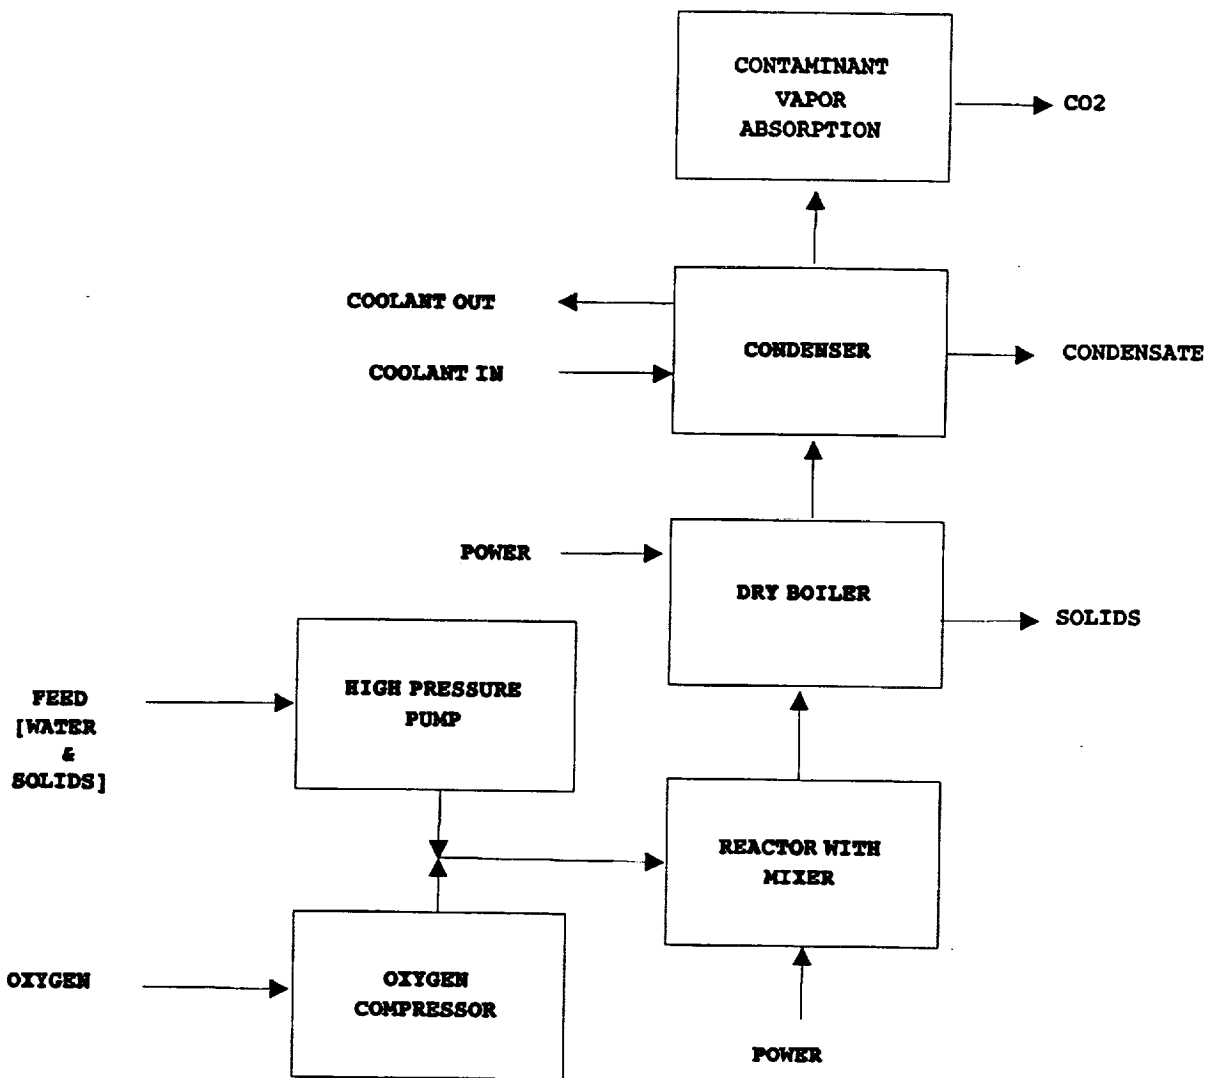 CONTAMINANT
VAPOR
ABSORPTION
CO2
COOLANT OUT
COOLANT IN
CONDENSER
CONDENSATE
POWER
DRY BOILER
SOLIDS
FEED
[WATER
&
SOLIDS]
HIGH PRESSURE
PUMP
REACTOR WITH
MIXER
OXYGEN
OXYGEN
COMPRESSOR
POWER